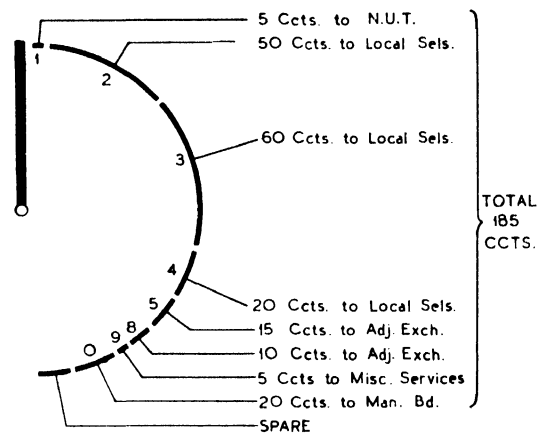 5 Ccts. to N.U.T.
1
50 Ccts. to Local Sels.
2
60 Ccts. to Local Sels.
3
TOTAL
185
CCTS.
4
20 Ccts. to Local Sels.
5
15 Ccts. to Adj. Exch.
8
10 Ccts. to Adj. Exch.
9
5 Ccts to Misc. Services
0
20 Ccts. to Man. Bd.
SPARE